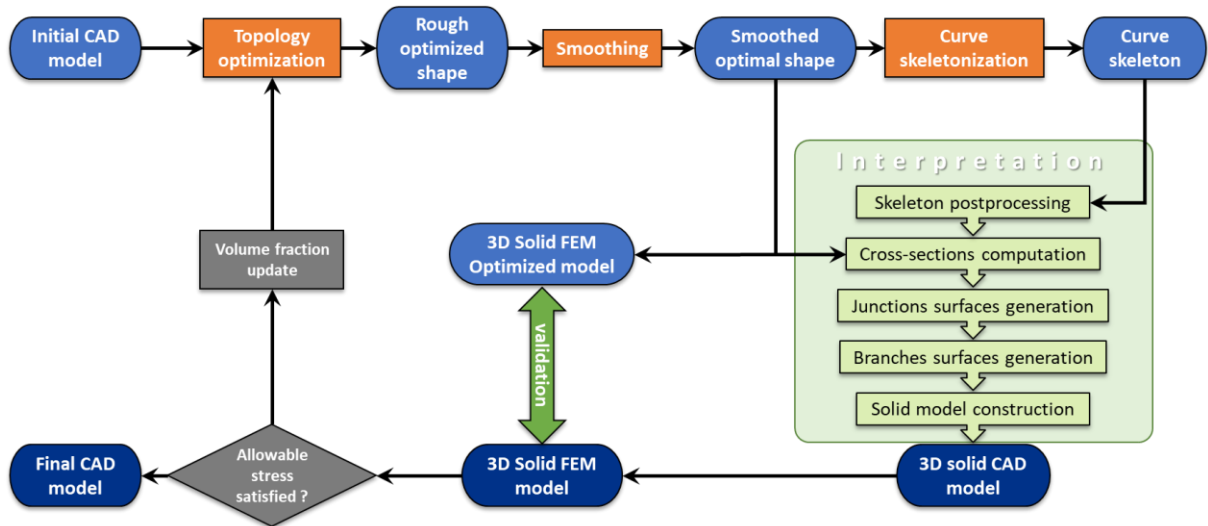 Initial CAD
model
Topology
optimization
Rough
optimized
shape
Smoothing
Smoothed
optimal shape
Curve
skeletonization
Curve
skeleton
Interpretation
Skeleton postprocessing
Cross-sections computation
Junctions surfaces generation
Branches surfaces generation
Solid model construction
Volume fraction
update
3D Solid FEM
Optimized model
validation
Final CAD
model
Allowable
stress
satisfied ?
3D Solid FEM
model
3D solid CAD
model